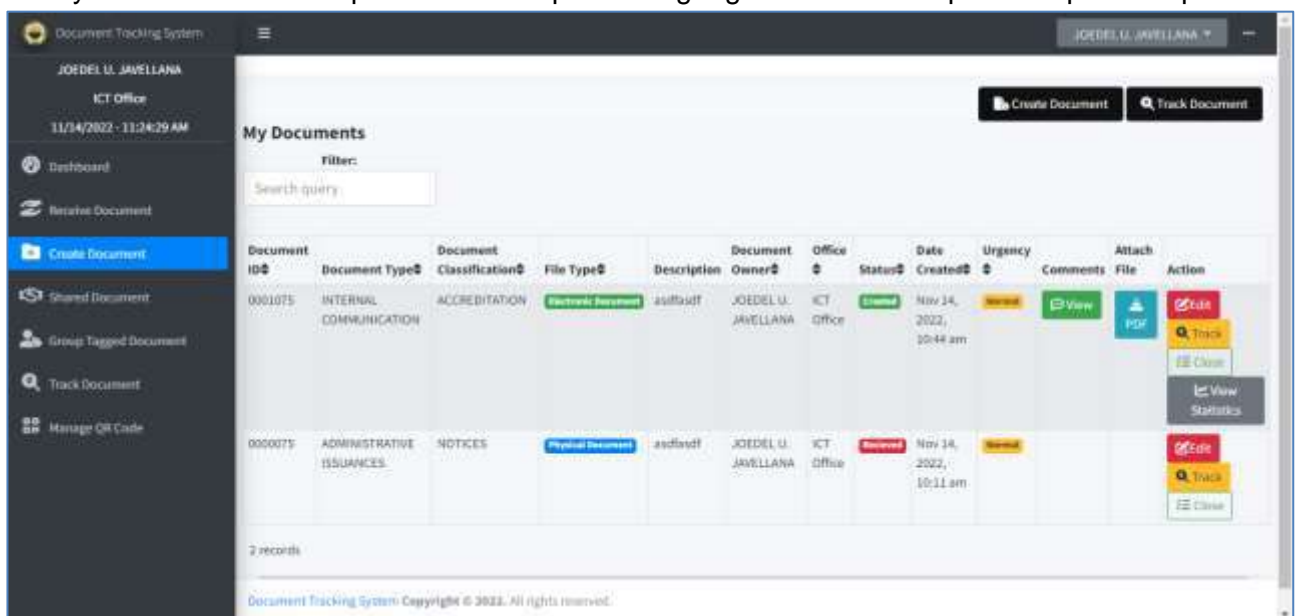 Document Tracking System
JOEDEL U. JAVELLANA
JOEDEL U. JAVELLANA
ICT Office
11/14/2022 - 11:24:29 AM
Create Document
Track Document
My Documents
Filter:
Search query
Dashboard
Receive Document
Create Document
Shared Document
Group Tagged Document
Track Document
Manage QR Code
Document ID Document Type Document Classification File Type Description Document Owner Office Status Date Created Urgency Comments Attach File Action
0001075 INTERNAL COMMUNICATION ACCREDITATION Electronic Document asdfasdf JOEDEL U. JAVELLANA ICT Office Created Nov 14, 2022, 10:44 am Normal View PDF Edit
Track
Close
View Statistics
0000075 ADMINISTRATIVE ISSUANCES NOTICES Physical Document asdfasdf JOEDEL U. JAVELLANA ICT Office Recieved Nov 14, 2022, 10:11 am Normal Edit
Track
Close
2 records
Document Tracking System Copyright © 2022. All rights reserved.